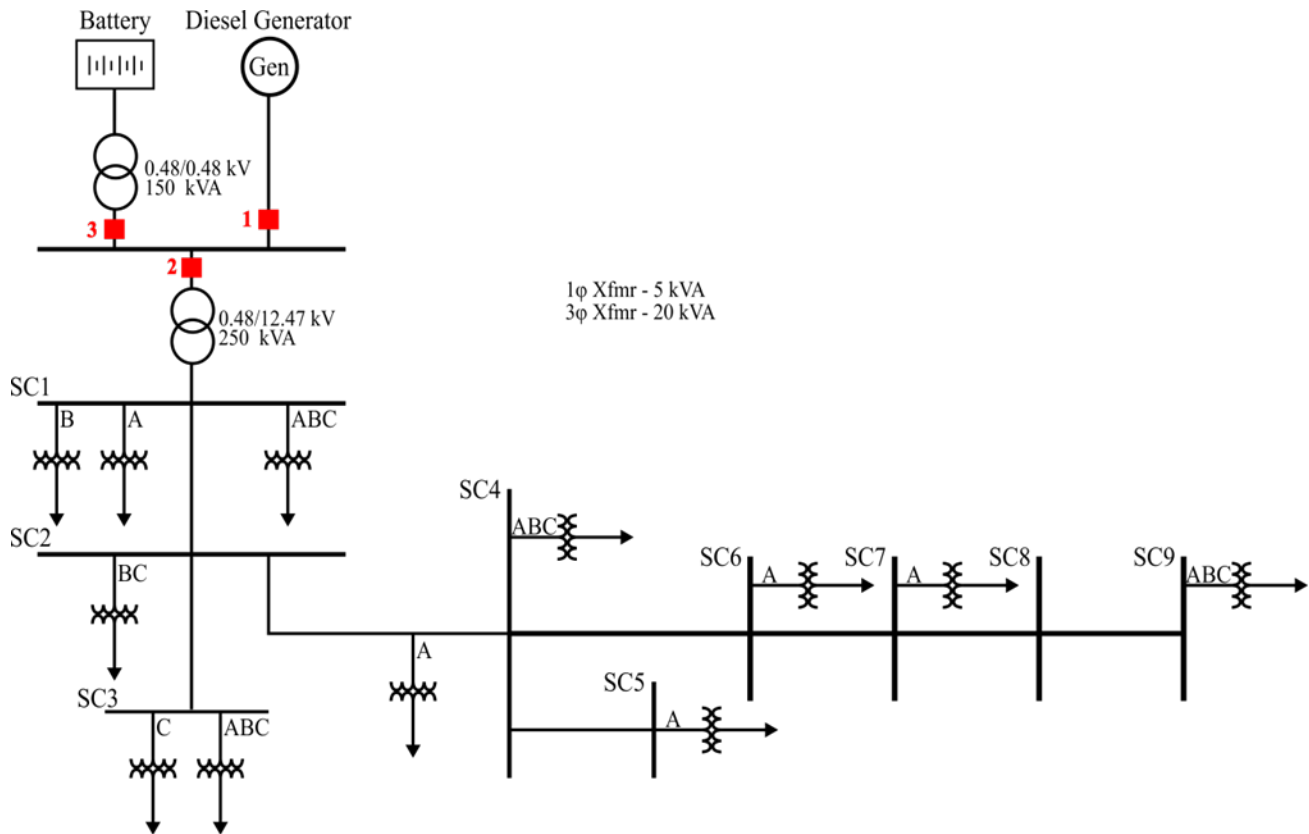 Battery
Diesel Generator
Gen
0.48/0.48 kV
150 kVA
3
1
2
0.48/12.47 kV
250 kVA
1φ Xfmr - 5 kVA
3φ Xfmr - 20 kVA
SC1
B
A
ABC
SC2
BC
SC3
C
ABC
A
SC4
ABC
SC5
A
SC6
A
SC7
A
SC8
SC9
ABC